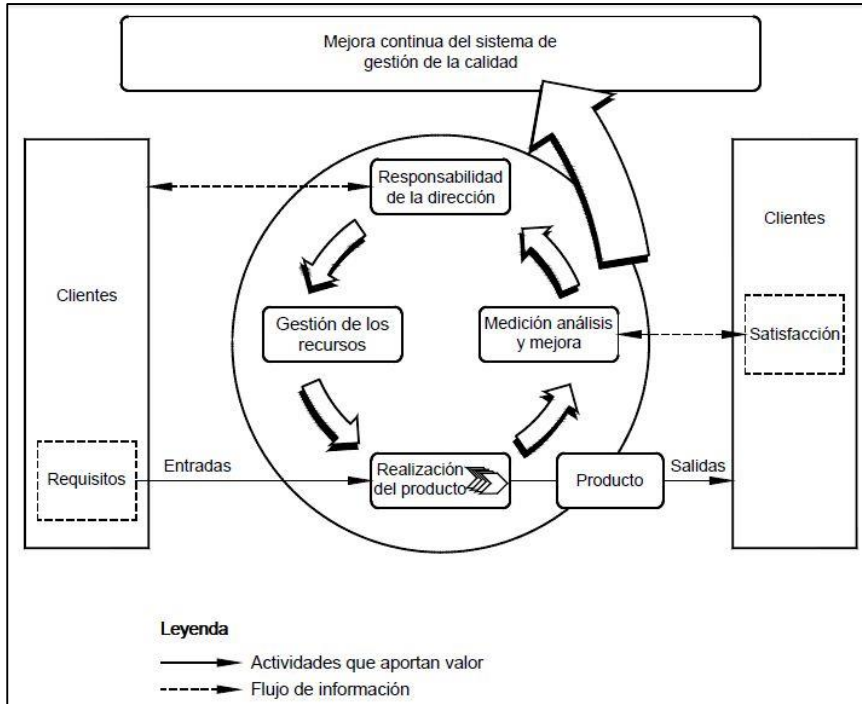 Mejora continua del sistema de
gestión de la calidad
Responsabilidad
de la dirección
Clientes
Clientes
Gestión de los
recursos
Medición análisis
y mejora
Satisfacción
Requisitos
Entradas
Realización
del producto
Producto
Salidas
Leyenda
Actividades que aportan valor
Flujo de información